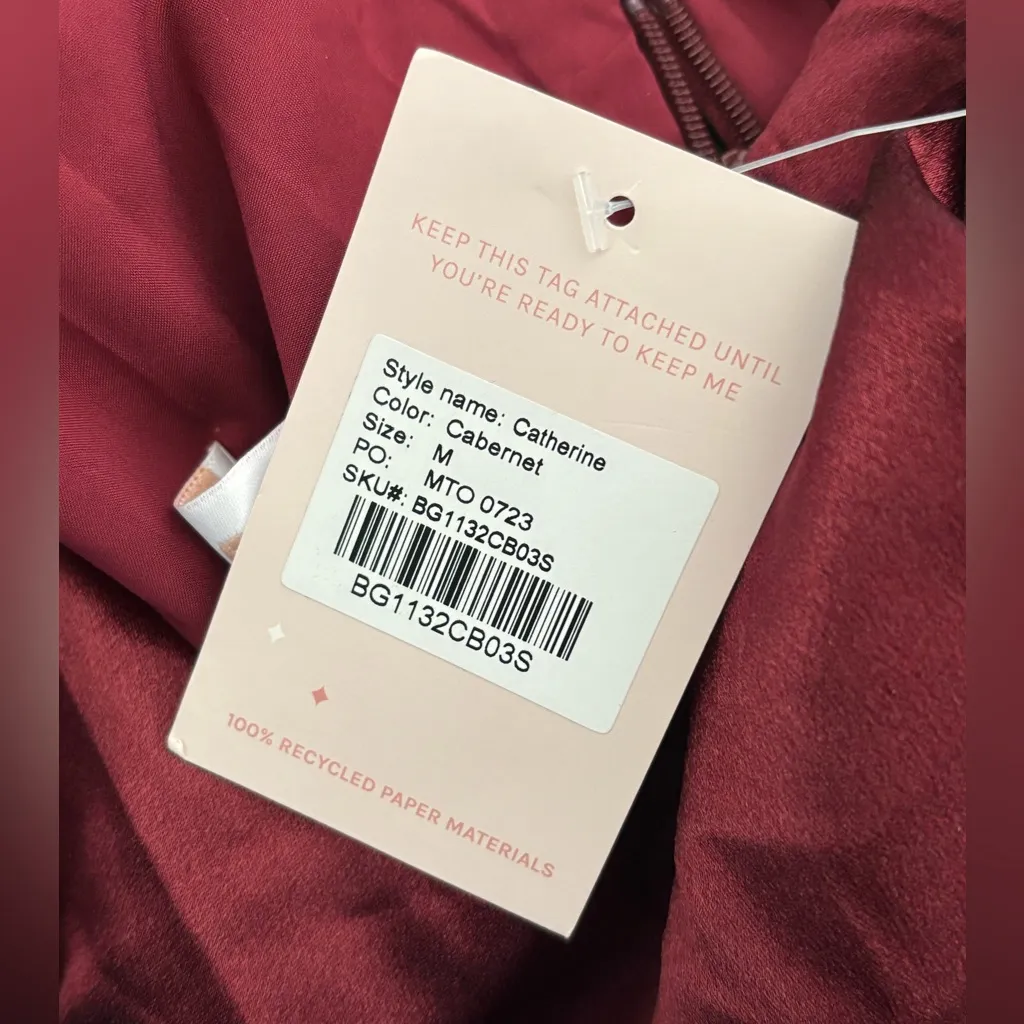 KEEP THIS TAG ATTACHED UNTIL
YOU'RE READY TO KEEP ME
Style name: Catherine
Color: Cabernet
Size: M
PO: MTO 0723
SKU#: BG1132CB03S
BG1132CB03S
100% RECYCLED PAPER MATERIALS